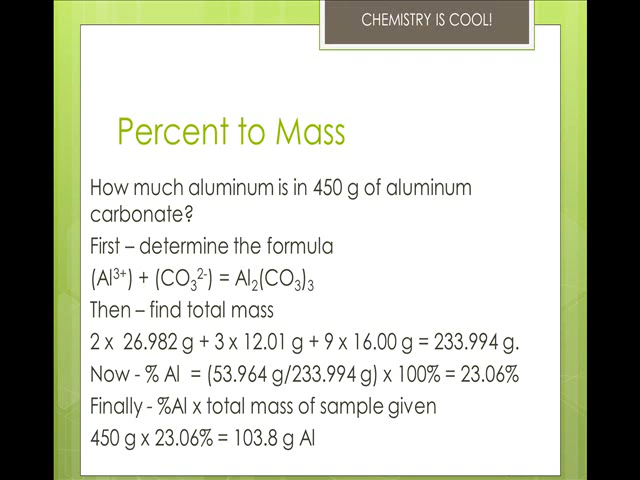 CHEMISTRY IS COOL!
Percent to Mass
How much aluminum is in 450 g of aluminum
carbonate?
First – determine the formula
(Al³⁺) + (CO₃²⁻) = Al₂(CO₃)₃
Then – find total mass
2 x 26.982 g + 3 x 12.01 g + 9 x 16.00 g = 233.994 g.
Now - % Al = (53.964 g/233.994 g) x 100% = 23.06%
Finally - %Al x total mass of sample given
450 g x 23.06% = 103.8 g Al